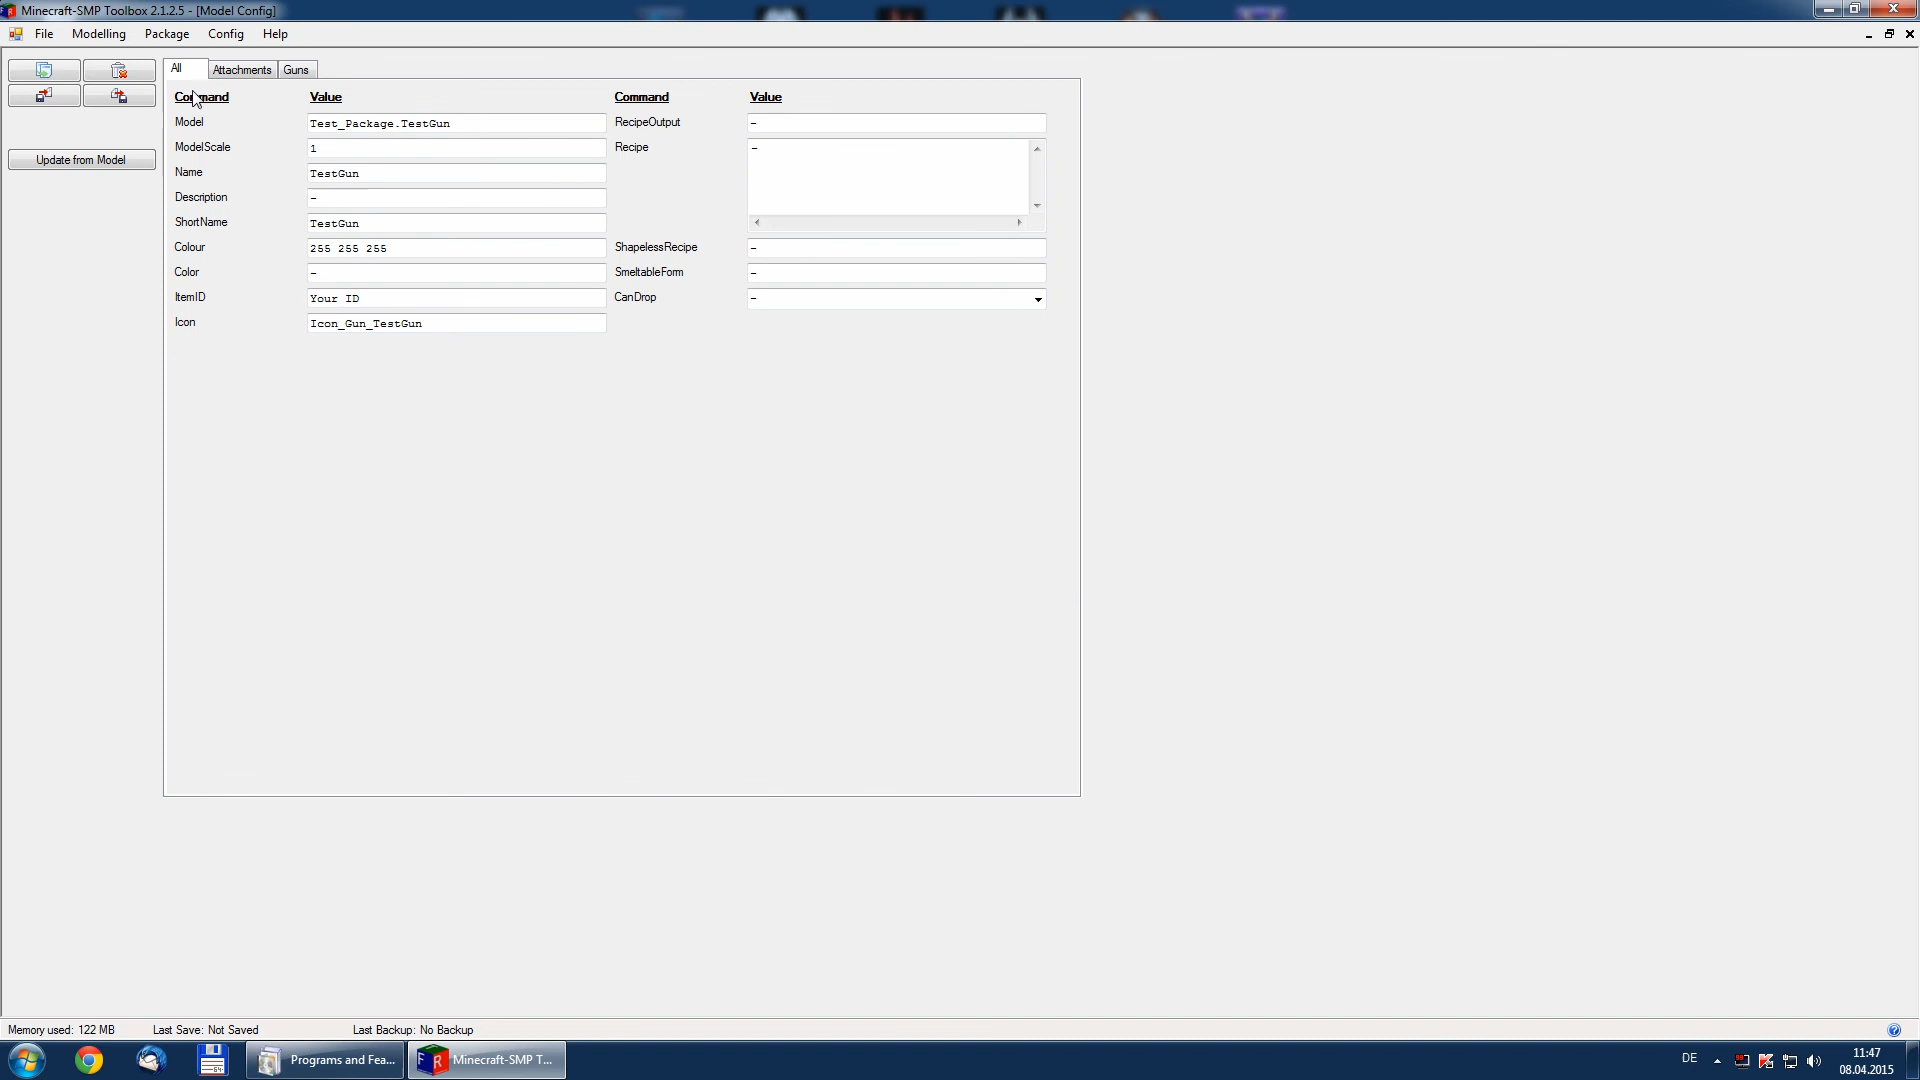 Minecraft-SMP Toolbox 2.1.2.5 - [Model Config]
File Modelling Package Config Help
All Attachments Guns
Command Value Command Value
Model Test_Package.TestGun RecipeOutput -
ModelScale 1 Recipe -
Name TestGun
Description -
ShortName TestGun
Colour 255 255 255 ShapelessRecipe -
Color - SmeltableForm -
ItemID Your ID CanDrop -
Icon Icon_Gun_TestGun
Update from Model
Memory used: 122 MB Last Save: Not Saved Last Backup: No Backup
Programs and Fea... Minecraft-SMP T... DE 11:47
08.04.2015